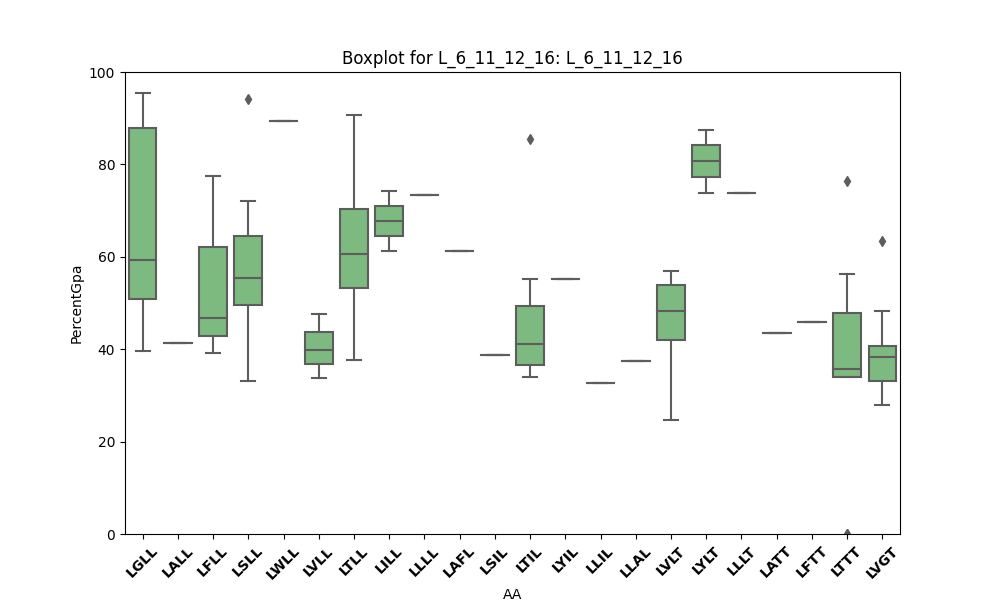 Boxplot for L_6_11_12_16: L_6_11_12_16
PercentGpa
100
80
60
40
20
0
LGLL LALL LFLL LSLL LWLL LVLL LTLL LILL LLLL LAFL LSIL LTIL LYIL LLIL LLAL LVLT LYLT LLLT LATT LFTT LTTT LVGT
AA